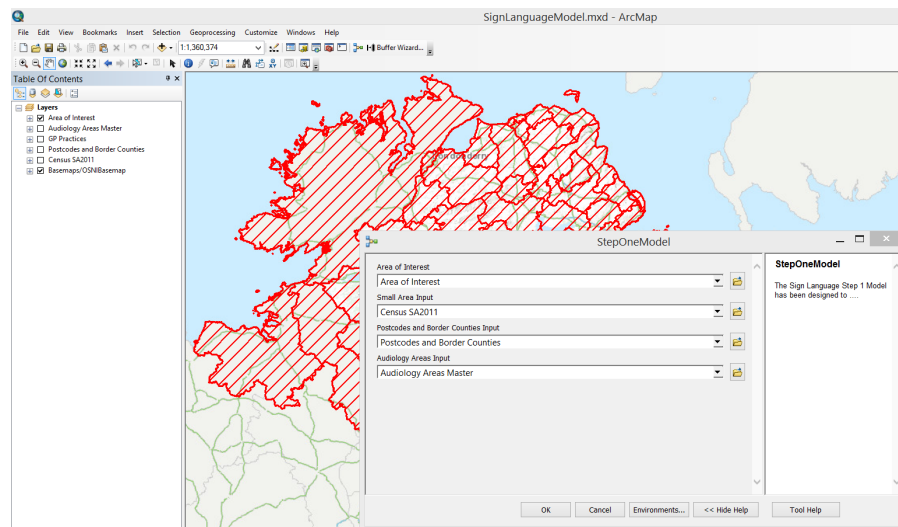 SignLanguageModel.mxd - ArcMap
File Edit View Bookmarks Insert Selection Geoprocessing Customize Windows Help
1:1,360,374 Buffer Wizard...
Table Of Contents
Layers
Area of Interest
Audiology Areas Master
GP Practices
Postcodes and Border Counties
Census SA2011
Basemaps/OSNIBasemap
StepOneModel
Area of Interest
Area of Interest
Small Area Input
Census SA2011
Postcodes and Border Counties Input
Postcodes and Border Counties
Audiology Areas Input
Audiology Areas Master
StepOneModel
The Sign Language Step 1 Model
has been designed to ....
OK Cancel Environments... << Hide Help Tool Help